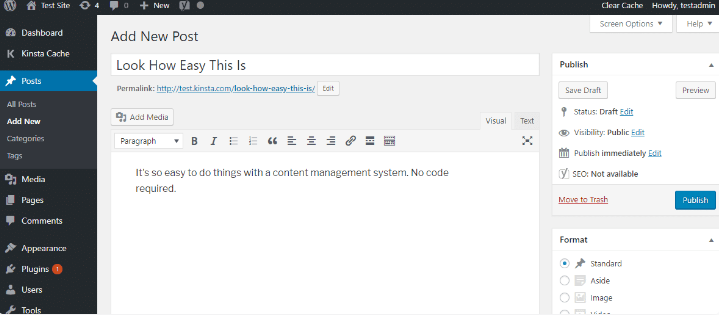 Test Site 4 0 New Clear Cache Howdy, testadmin
Screen Options Help
Dashboard
Kinsta Cache
Posts
All Posts
Add New
Categories
Tags
Media
Pages
Comments
Appearance
Plugins 1
Users
Tools
Add New Post
Look How Easy This Is
Permalink: http://test.kinsta.com/look-how-easy-this-is/ Edit
Add Media
Visual Text
Paragraph B I
It's so easy to do things with a content management system. No code
required.
Publish
Save Draft Preview
Status: Draft Edit
Visibility: Public Edit
Publish immediately Edit
SEO: Not available
Move to Trash Publish
Format
Standard
Aside
Image
Video